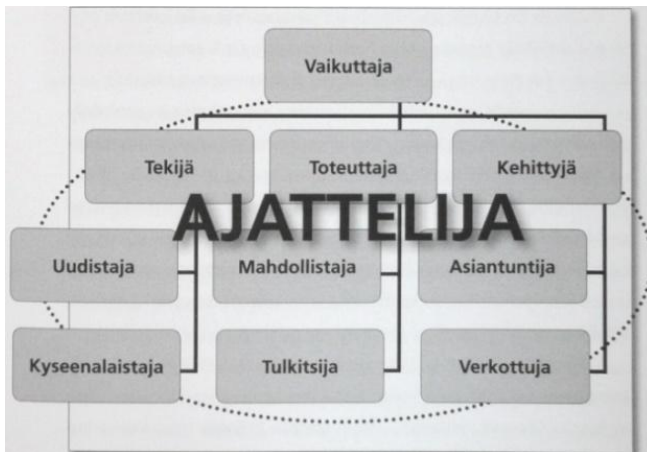 Vaikuttaja
Tekijä Toteuttaja Kehittyjä
AJATTELIJA
Uudistaja Mahdollistaja Asiantuntija
Kyseenalaistaja Tulkitsija Verkottuja